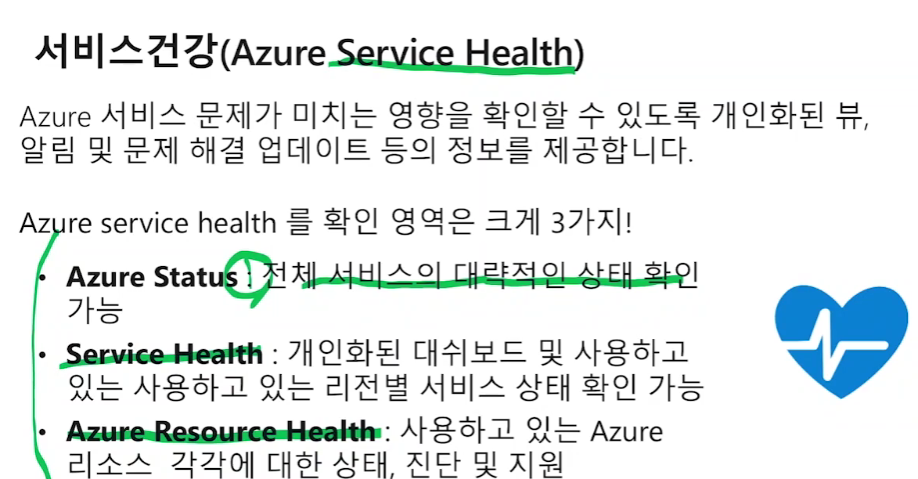 서비스건강(Azure Service Health)
Azure 서비스 문제가 미치는 영향을 확인할 수 있도록 개인화된 뷰,
알림 및 문제 해결 업데이트 등의 정보를 제공합니다.
Azure service health 를 확인 영역은 크게 3가지!
• Azure Status : 전체 서비스의 대략적인 상태 확인
가능
• Service Health : 개인화된 대쉬보드 및 사용하고
있는 사용하고 있는 리전별 서비스 상태 확인 가능
• Azure Resource Health : 사용하고 있는 Azure
리소스 각각에 대한 상태, 진단 및 지원